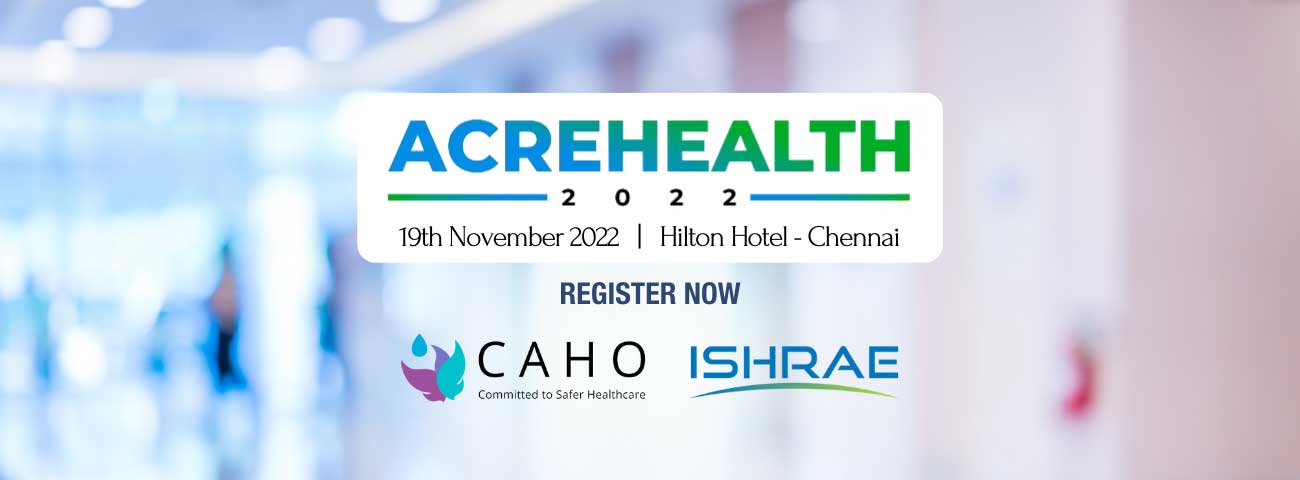 ACREHEALTH
2022
19th November 2022 | Hilton Hotel - Chennai
REGISTER NOW
CAHO
Committed to Safer Healthcare
ISHRAE